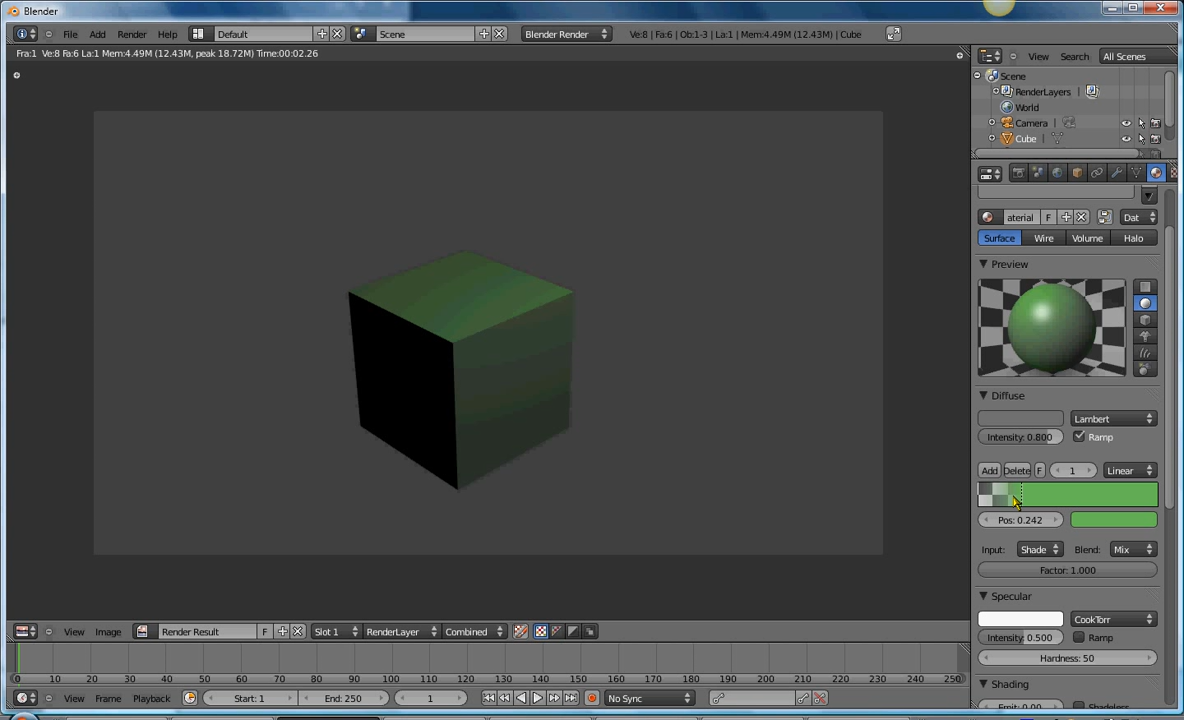 Blender
File Add Render Help Default Scene Blender Render Ve:8 | Fa:6 | Ob:1-3 | La:1 | Mem:4.49M (12.43M) | Cube
Fra:1 Ve:8 Fa:6 La:1 Mem:4.49M (12.43M, peak 18.72M) Time:00:02.26
View Search All Scenes
Scene
RenderLayers |
World
Camera |
Cube |
aterial F Dat
Surface Wire Volume Halo
Preview
Diffuse
Lambert
Intensity: 0.800 Ramp
Add Delete F 1 Linear
Pos: 0.242
Input: Shade Blend: Mix
Factor: 1.000
Specular
CookTorr
Intensity: 0.500 Ramp
Hardness: 50
Shading
Emit: 0.00 Shadeless
View Image Render Result F Slot 1 RenderLayer Combined
0 10 20 30 40 50 60 70 80 90 100 110 120 130 140 150 160 170 180 190 200 210 220 230 240 250
View Frame Playback Start: 1 End: 250 1 No Sync